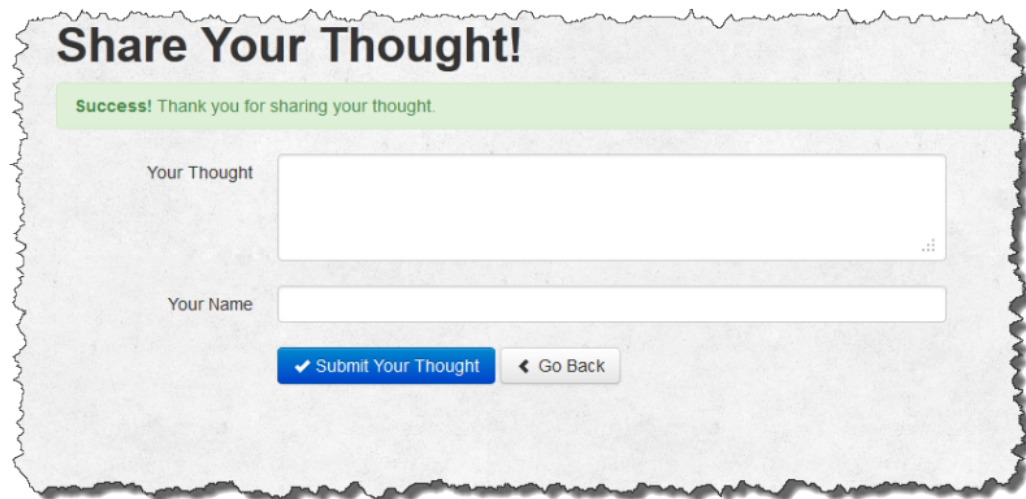 Share Your Thought!
Success! Thank you for sharing your thought.
Your Thought
Your Name
Submit Your Thought
Go Back